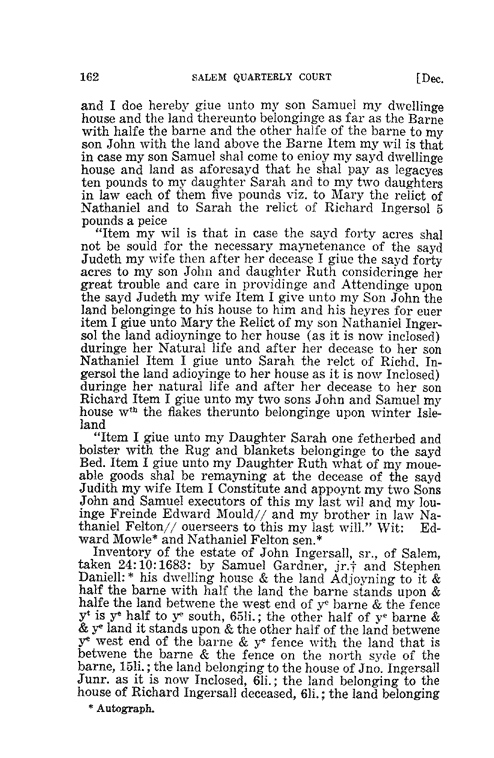 162 SALEM QUARTERLY COURT [Dec.
and I doe hereby giue unto my son Samuel my dwellinge
house and the land thereunto belonginge as far as the Barne
with halfe the barne and the other halfe of the barne to my
son John with the land above the Barne Item my wil is that
in case my son Samuel shal come to enioy my sayd dwellinge
house and land as aforesayd that he shal pay as legacyes
ten pounds to my daughter Sarah and to my two daughters
in law each of them five pounds viz. to Mary the relict of
Nathaniel and to Sarah the relict of Richard Ingersol 5
pounds a peice
"Item my wil is that in case the sayd forty acres shal
not be sould for the necessary maynetenance of the sayd
Judeth my wife then after her decease I giue the sayd forty
acres to my son John and daughter Ruth consideringe her
great trouble and care in providinge and Attendinge upon
the sayd Judeth my wife Item I give unto my Son John the
land belonginge to his house to him and his heyres for euer
item I giue unto Mary the Relict of my son Nathaniel Inger-
sol the land adioyninge to her house (as it is now inclosed)
duringe her Natural life and after her decease to her son
Nathaniel Item I giue unto Sarah the relct of Richd. In-
gersol the land adioyinge to her house as it is now Inclosed)
duringe her natural life and after her decease to her son
Richard Item I giue unto my two sons John and Samuel my
house wth the flakes therunto belonginge upon winter Isle-
land
"Item I giue unto my Daughter Sarah one fetherbed and
bolster with the Rug and blankets belonginge to the sayd
Bed. Item I giue unto my Daughter Ruth what of my moue-
able goods shal be remayning at the decease of the sayd
Judith my wife Item I Constitute and appoynt my two Sons
John and Samuel executors of this my last wil and my lou-
inge Freinde Edward Mould// and my brother in law Na-
thaniel Felton// ouerseers to this my last will." Wit: Ed-
ward Mowle* and Nathaniel Felton sen.*
Inventory of the estate of John Ingersall, sr., of Salem,
taken 24:10:1683: by Samuel Gardner, jr.† and Stephen
Daniell: * his dwelling house & the land Adjoyning to it &
half the barne with half the land the barne stands upon &
halfe the land betwene the west end of ye barne & the fence
yt is ye half to ye south, 65li.; the other half of ye barne &
& ye land it stands upon & the other half of the land betwene
ye west end of the barne & ye fence with the land that is
betwene the barne & the fence on the north syde of the
barne, 15li.; the land belonging to the house of Jno. Ingersall
Junr. as it is now Inclosed, 6li.; the land belonging to the
house of Richard Ingersall deceased, 6li.; the land belonging
* Autograph.